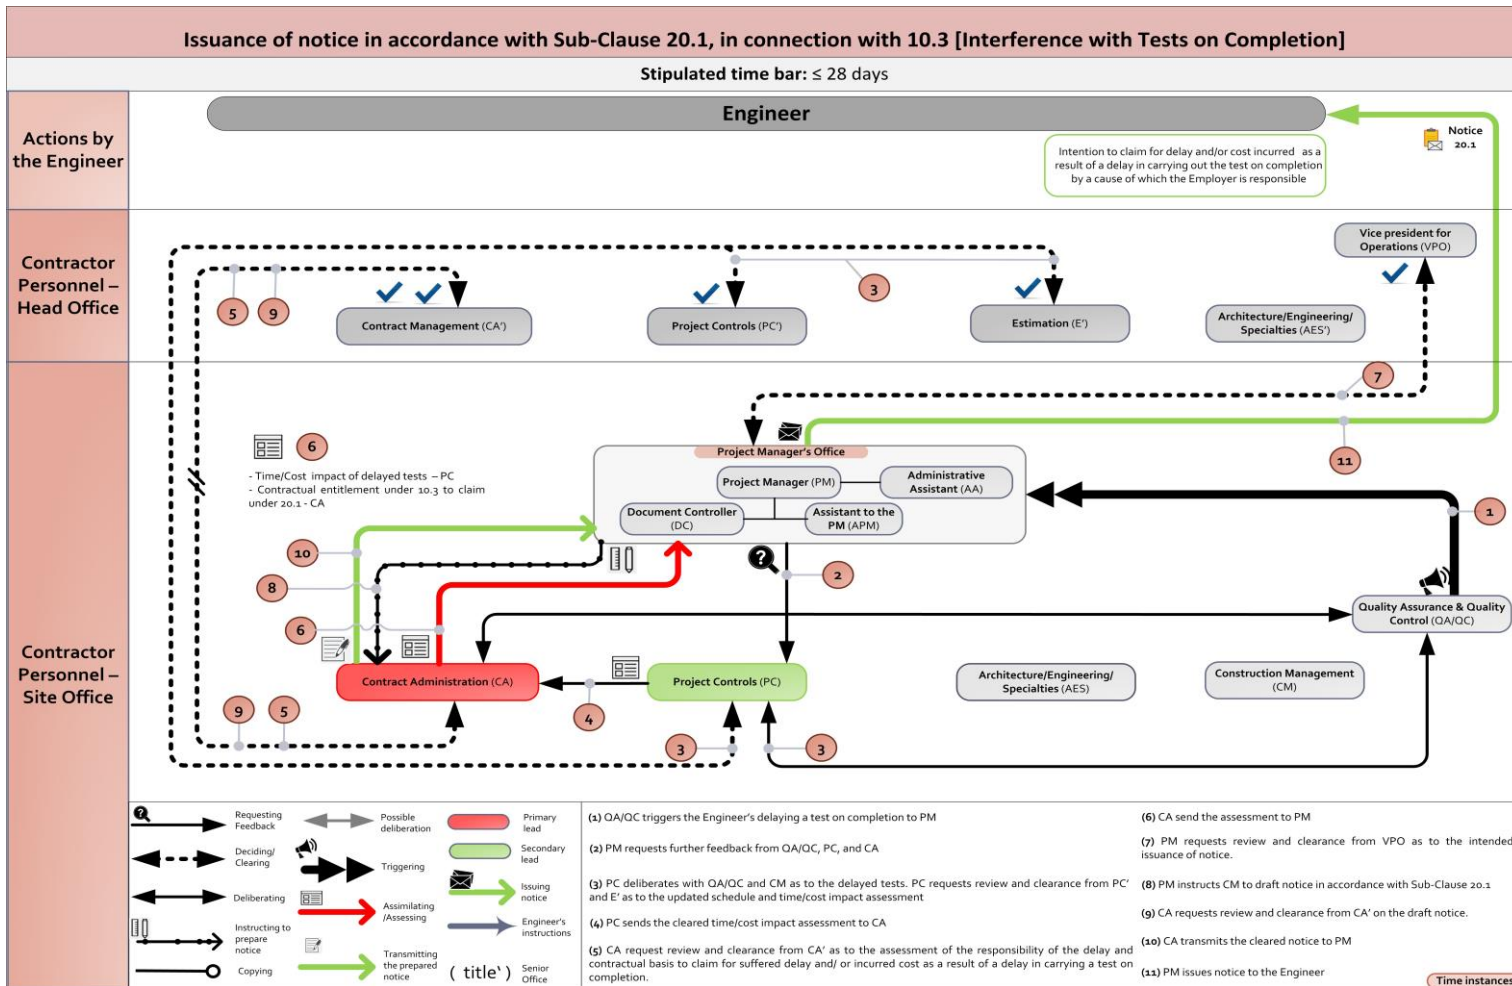 Issuance of notice in accordance with Sub-Clause 20.1, in connection with 10.3 [Interference with Tests on Completion]
Stipulated time bar: ≤ 28 days
Actions by
the Engineer
Engineer
Notice
20.1
Intention to claim for delay and/or cost incurred as a
result of a delay in carrying out the test on completion
by a cause of which the Employer is responsible
Contractor
Personnel –
Head Office
Vice president for
Operations (VPO)
5
9
3
Contract Management (CA')
Project Controls (PC')
Estimation (E')
Architecture/Engineering/
Specialties (AES')
7
Contractor
Personnel –
Site Office
6
- Time/Cost impact of delayed tests – PC
- Contractual entitlement under 10.3 to claim
under 20.1 - CA
Project Manager's Office
Project Manager (PM)
Administrative
Assistant (AA)
Document Controller
(DC)
Assistant to the
PM (APM)
11
1
10
8
6
2
Quality Assurance & Quality
Control (QA/QC)
Contract Administration (CA)
Project Controls (PC)
Architecture/Engineering/
Specialties (AES)
Construction Management
(CM)
9
5
4
3
3
Requesting
Feedback
Possible
deliberation
Primary
lead
Deciding/
Clearing
Triggering
Secondary
lead
Deliberating
Assimilating
/Assessing
Issuing
notice
Instructing to
prepare
notice
Transmitting
the prepared
notice
Engineer's
instructions
Copying
( title' )
Senior
Office
(1) QA/QC triggers the Engineer's delaying a test on completion to PM
(2) PM requests further feedback from QA/QC, PC, and CA
(3) PC deliberates with QA/QC and CM as to the delayed tests. PC requests review and clearance from PC'
and E' as to the updated schedule and time/cost impact assessment
(4) PC sends the cleared time/cost impact assessment to CA
(5) CA request review and clearance from CA' as to the assessment of the responsibility of the delay and
contractual basis to claim for suffered delay and/ or incurred cost as a result of a delay in carrying a test on
completion.
(6) CA send the assessment to PM
(7) PM requests review and clearance from VPO as to the intended
issuance of notice.
(8) PM instructs CM to draft notice in accordance with Sub-Clause 20.1
(9) CA requests review and clearance from CA' on the draft notice.
(10) CA transmits the cleared notice to PM
(11) PM issues notice to the Engineer
Time instances